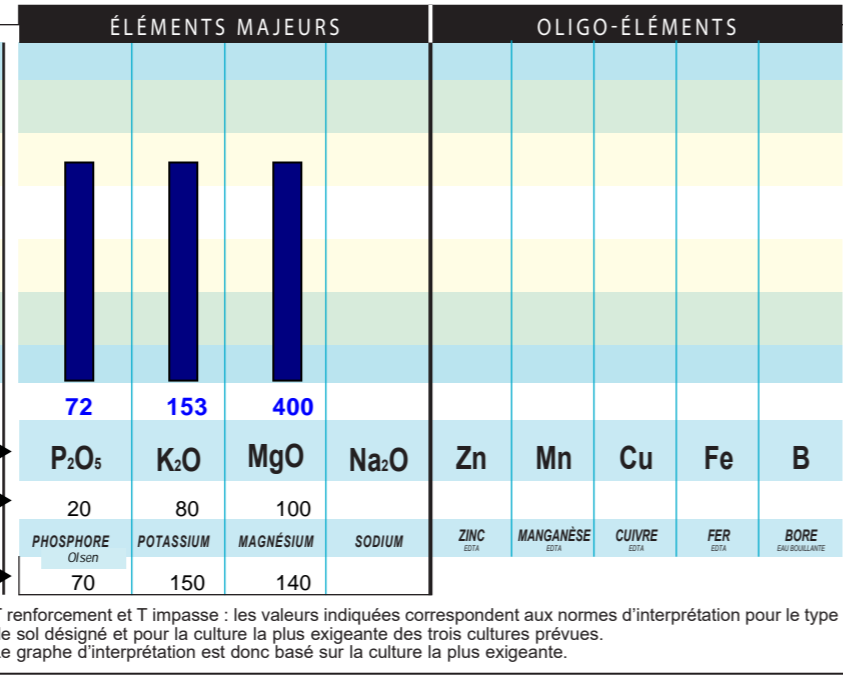 ÉLÉMENTS MAJEURS OLIGO-ÉLÉMENTS
72 153 400
P₂O₅ K₂O MgO Na₂O Zn Mn Cu Fe B
20 80 100
PHOSPHORE POTASSIUM MAGNÉSIUM SODIUM ZINC MANGANÈSE CUIVRE FER BORE
Olsen EDTA EDTA EDTA EDTA EAU BOUILLANTE
70 150 140
T renforcement et T impasse : les valeurs indiquées correspondent aux normes d'interprétation pour le type
de sol désigné et pour la culture la plus exigeante des trois cultures prévues.
Le graphe d'interprétation est donc basé sur la culture la plus exigeante.